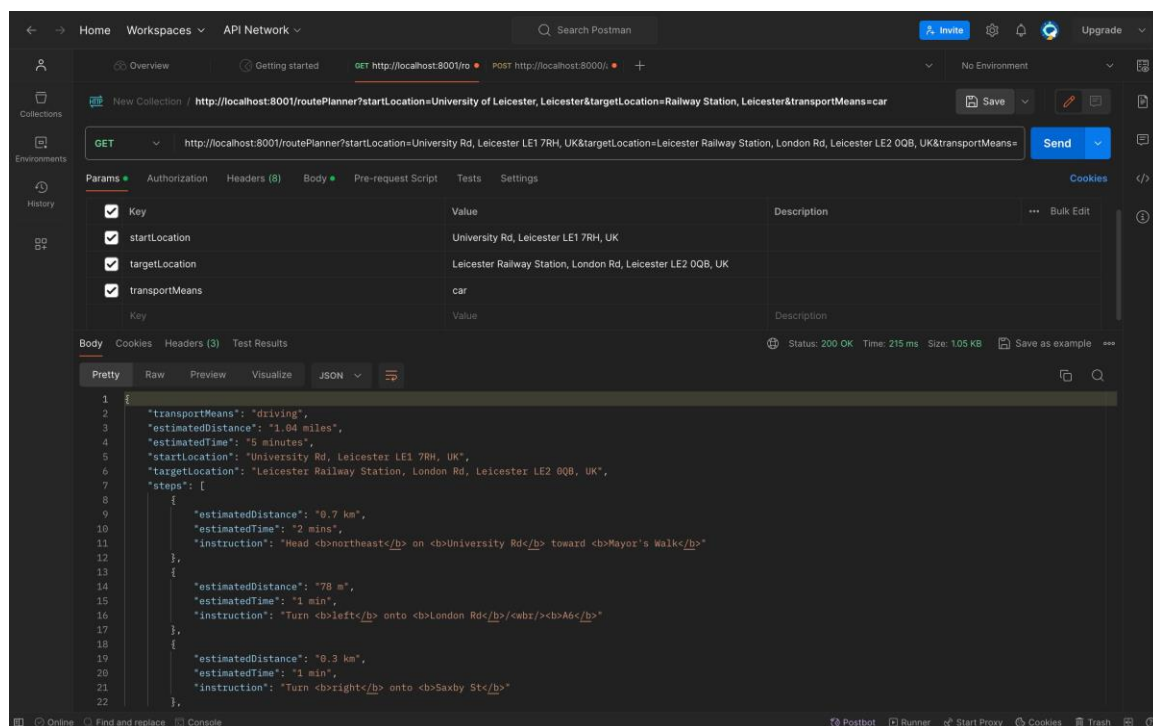 Home Workspaces API Network Search Postman Invite Upgrade
Overview Getting started GET http://localhost:8001/ro POST http://localhost:8000/ + No Environment
New Collection / http://localhost:8001/routePlanner?startLocation=University of Leicester, Leicester&targetLocation=Railway Station, Leicester&transportMeans=car Save
Collections
GET http://localhost:8001/routePlanner?startLocation=University Rd, Leicester LE1 7RH, UK&targetLocation=Leicester Railway Station, London Rd, Leicester LE2 0QB, UK&transportMeans= Send
Environments
Params Authorization Headers (8) Body Pre-request Script Tests Settings Cookies
History
Key Value Description ... Bulk Edit
startLocation University Rd, Leicester LE1 7RH, UK
targetLocation Leicester Railway Station, London Rd, Leicester LE2 0QB, UK
transportMeans car
Key Value Description
Body Cookies Headers (3) Test Results Status: 200 OK Time: 215 ms Size: 1.05 KB Save as example
Pretty Raw Preview Visualize JSON
1 {
2 "transportMeans": "driving",
3 "estimatedDistance": "1.04 miles",
4 "estimatedTime": "5 minutes",
5 "startLocation": "University Rd, Leicester LE1 7RH, UK",
6 "targetLocation": "Leicester Railway Station, London Rd, Leicester LE2 0QB, UK",
7 "steps": [
8 {
9 "estimatedDistance": "0.7 km",
10 "estimatedTime": "2 mins",
11 "instruction": "Head <b>northeast</b> on <b>University Rd</b> toward <b>Mayor's Walk</b>"
12 },
13 {
14 "estimatedDistance": "78 m",
15 "estimatedTime": "1 min",
16 "instruction": "Turn <b>left</b> onto <b>London Rd</b>/<wbr/><b>A6</b>"
17 },
18 {
19 "estimatedDistance": "0.3 km",
20 "estimatedTime": "1 min",
21 "instruction": "Turn <b>right</b> onto <b>Saxby St</b>"
22 },
Online Find and replace Console Postbot Runner Start Proxy Cookies Trash